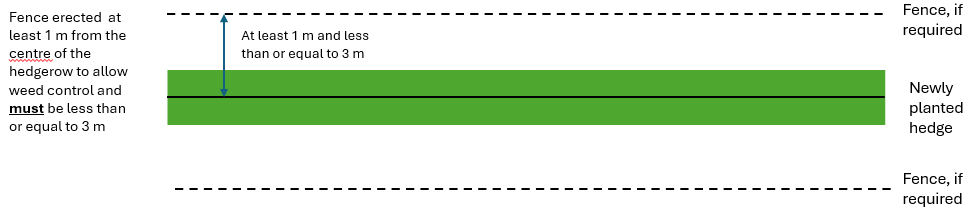 Fence erected at
least 1 m from the
centre of the
hedgerow to allow
weed control and
must be less than
or equal to 3 m
At least 1 m and less
than or equal to 3 m
Fence, if
required
Newly
planted
hedge
Fence, if
required